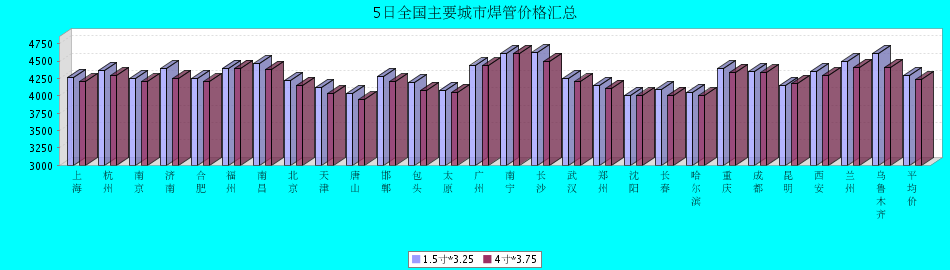 5日全国主要城市焊管价格汇总
4750
4500
4250
4000
3750
3500
3250
3000
上海
杭州
南京
济南
合肥
福州
南昌
北京
天津
唐山
邯郸
包头
太原
广州
南宁
长沙
武汉
郑州
沈阳
长春
哈尔滨
重庆
成都
昆明
西安
兰州
乌鲁木齐
平均价
1.5寸*3.25
4寸*3.75